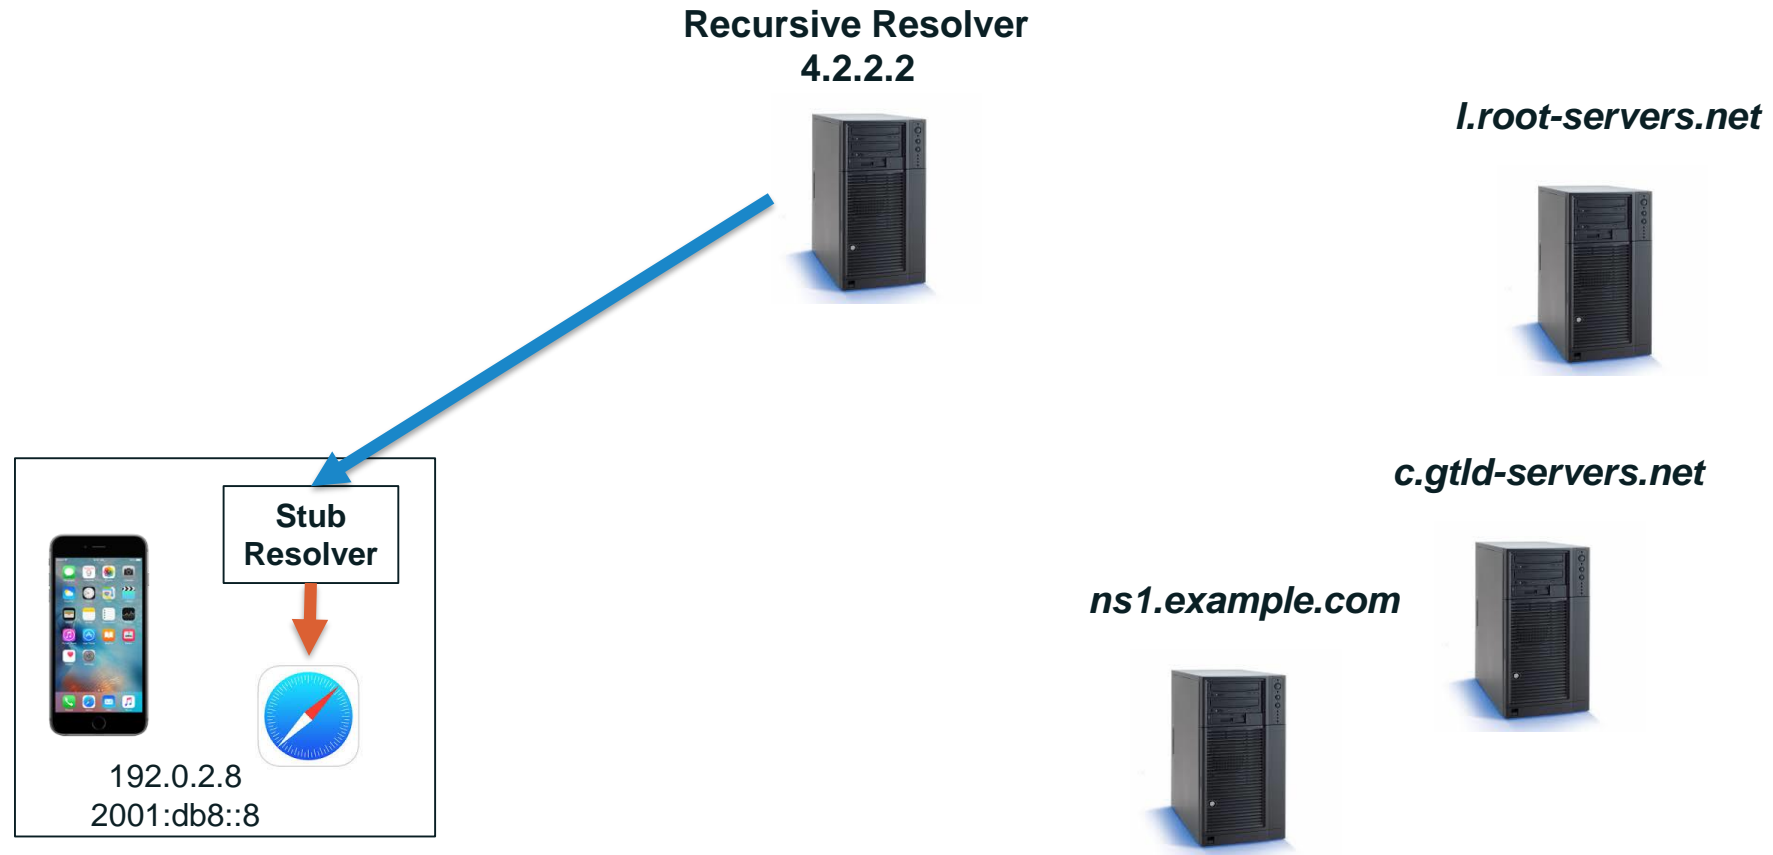 Recursive Resolver
4.2.2.2
l.root-servers.net
c.gtld-servers.net
Stub
Resolver
ns1.example.com
192.0.2.8
2001:db8::8